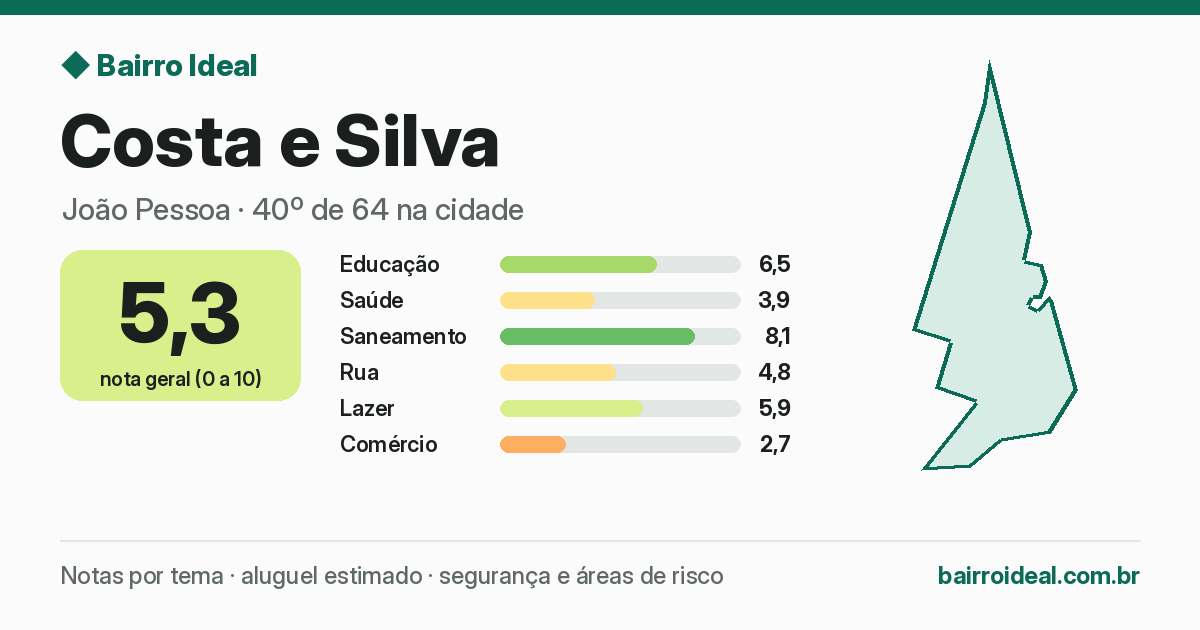 Bairro Ideal
Costa e Silva
João Pessoa · 40º de 64 na cidade
5,3
nota geral (0 a 10)
Educação 6,5
Saúde 3,9
Saneamento 8,1
Rua 4,8
Lazer 5,9
Comércio 2,7
Notas por tema · aluguel estimado · segurança e áreas de risco
bairroideal.com.br